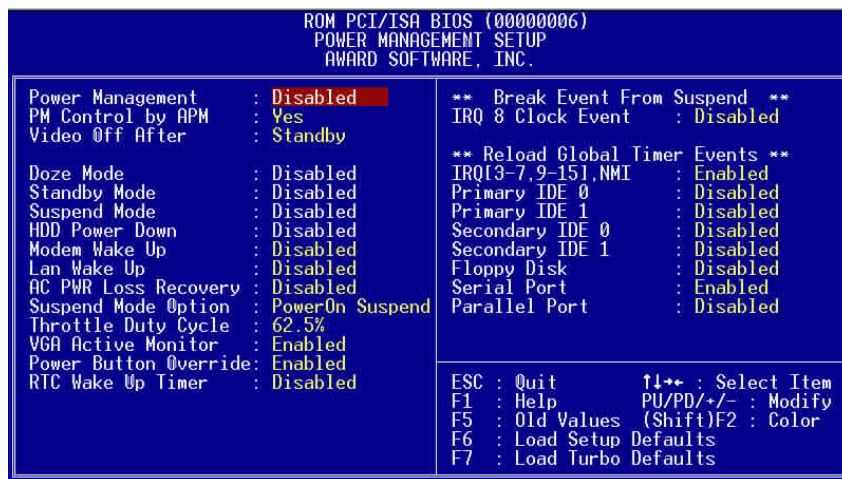 ROM PCI/ISA BIOS (00000006)
POWER MANAGEMENT SETUP
AWARD SOFTWARE, INC.
Power Management : Disabled
PM Control by APM : Yes
Video Off After : Standby
Doze Mode : Disabled
Standby Mode : Disabled
Suspend Mode : Disabled
HDD Power Down : Disabled
Modem Wake Up : Disabled
Lan Wake Up : Disabled
AC PWR Loss Recovery : Disabled
Suspend Mode Option : PowerOn Suspend
Throttle Duty Cycle : 62.5%
VGA Active Monitor : Enabled
Power Button Override: Enabled
RTC Wake Up Timer : Disabled
** Break Event From Suspend **
IRQ 8 Clock Event : Disabled
** Reload Global Timer Events **
IRQ[3-7,9-15],NMI : Enabled
Primary IDE 0 : Disabled
Primary IDE 1 : Disabled
Secondary IDE 0 : Disabled
Secondary IDE 1 : Disabled
Floppy Disk : Disabled
Serial Port : Enabled
Parallel Port : Disabled
ESC : Quit ↑↓→← : Select Item
F1 : Help PU/PD/+/- : Modify
F5 : Old Values (Shift)F2 : Color
F6 : Load Setup Defaults
F7 : Load Turbo Defaults